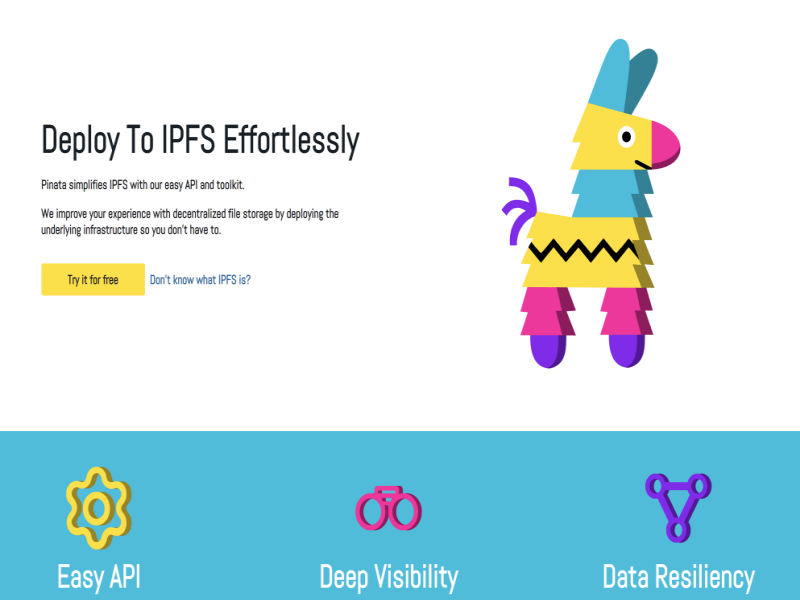 Deploy To IPFS Effortlessly
Pinata simplifies IPFS with our easy API and toolkit.
We improve your experience with decentralized file storage by deploying the
underlying infrastructure so you don't have to.
Try it for free
Don't know what IPFS is?
Easy API
Deep Visibility
Data Resiliency